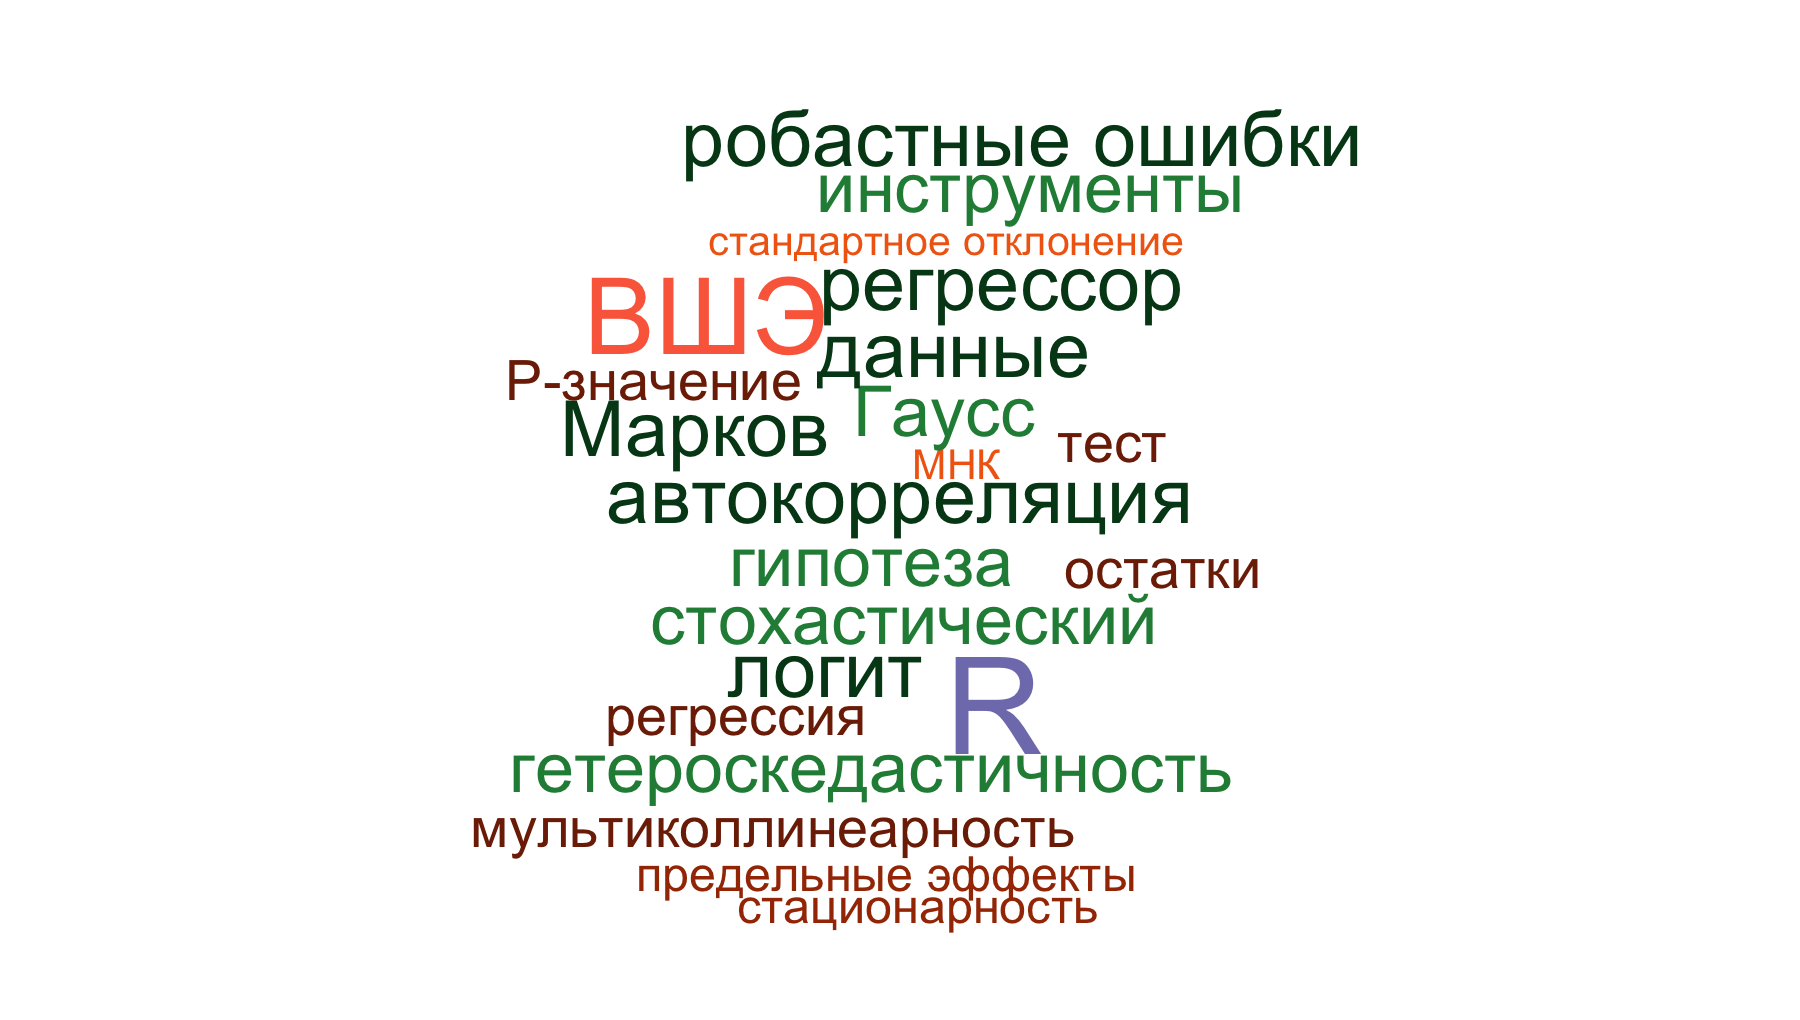 робастные ошибки
инструменты
стандартное отклонение
ВШЭ
регрессор
данные
Р-значение
Марков
Гаусс
тест
МНК
автокорреляция
гипотеза
остатки
стохастический
логит
R
регрессия
гетероскедастичность
мультиколлинеарность
предельные эффекты
стационарность